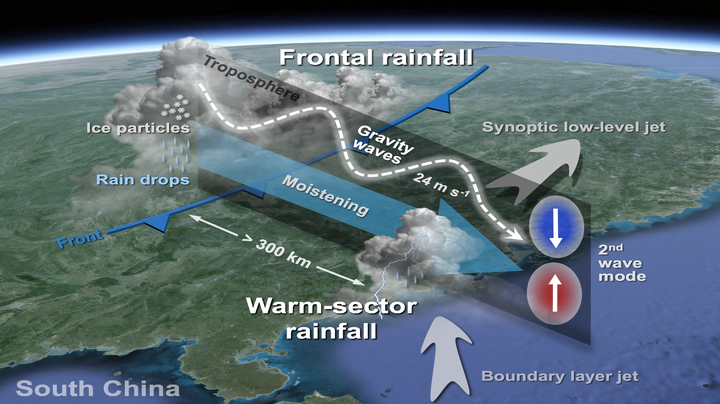 Frontal rainfall
Troposphere
Ice particles
Gravity
waves
Synoptic low-level jet
24 m s⁻¹
Rain drops
Moistening
Front
> 300 km
2nd
wave
mode
Warm-sector
rainfall
Boundary layer jet
South China